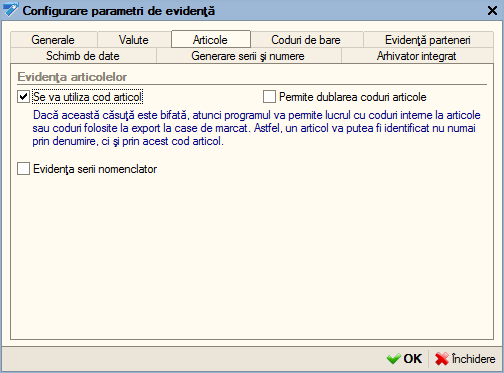 Configurare parametri de evidență
Generale Valute Articole Coduri de bare Evidență parteneri
Schimb de date Generare serii și numere Arhivator integrat
Evidența articolelor
Se va utiliza cod articol Permite dublarea coduri articole
Dacă această căsuță este bifată, atunci programul va permite lucrul cu coduri interne la articole
sau coduri folosite la export la case de marcat. Astfel, un articol va putea fi identificat nu numai
prin denumire, ci și prin acest cod articol.
Evidența serii nomenclator
OK Închidere